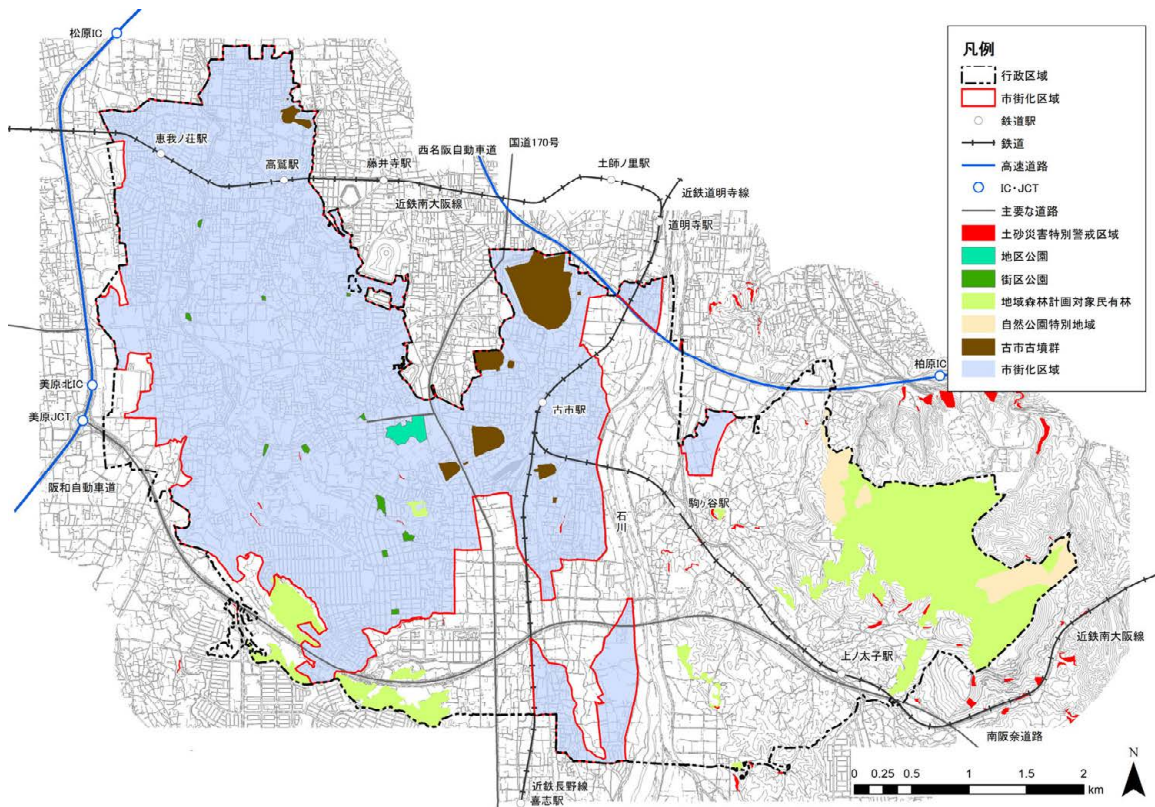 松原IC
恵我ノ荘駅
高鷲駅
藤井寺駅
近鉄南大阪線
西名阪自動車道
国道170号
土師ノ里駅
近鉄道明寺線
道明寺駅
柏原IC
美原北IC
美原JCT
阪和自動車道
古市駅
石川
駒ヶ谷駅
上ノ太子駅
近鉄南大阪線
南阪奈道路
近鉄長野線
喜志駅
凡例
行政区域
市街化区域
鉄道駅
鉄道
高速道路
IC・JCT
主要な道路
土砂災害特別警戒区域
地区公園
街区公園
地域森林計画対象民有林
自然公園特別地域
古市古墳群
市街化区域
0 0.25 0.5 1 1.5 2
km
N